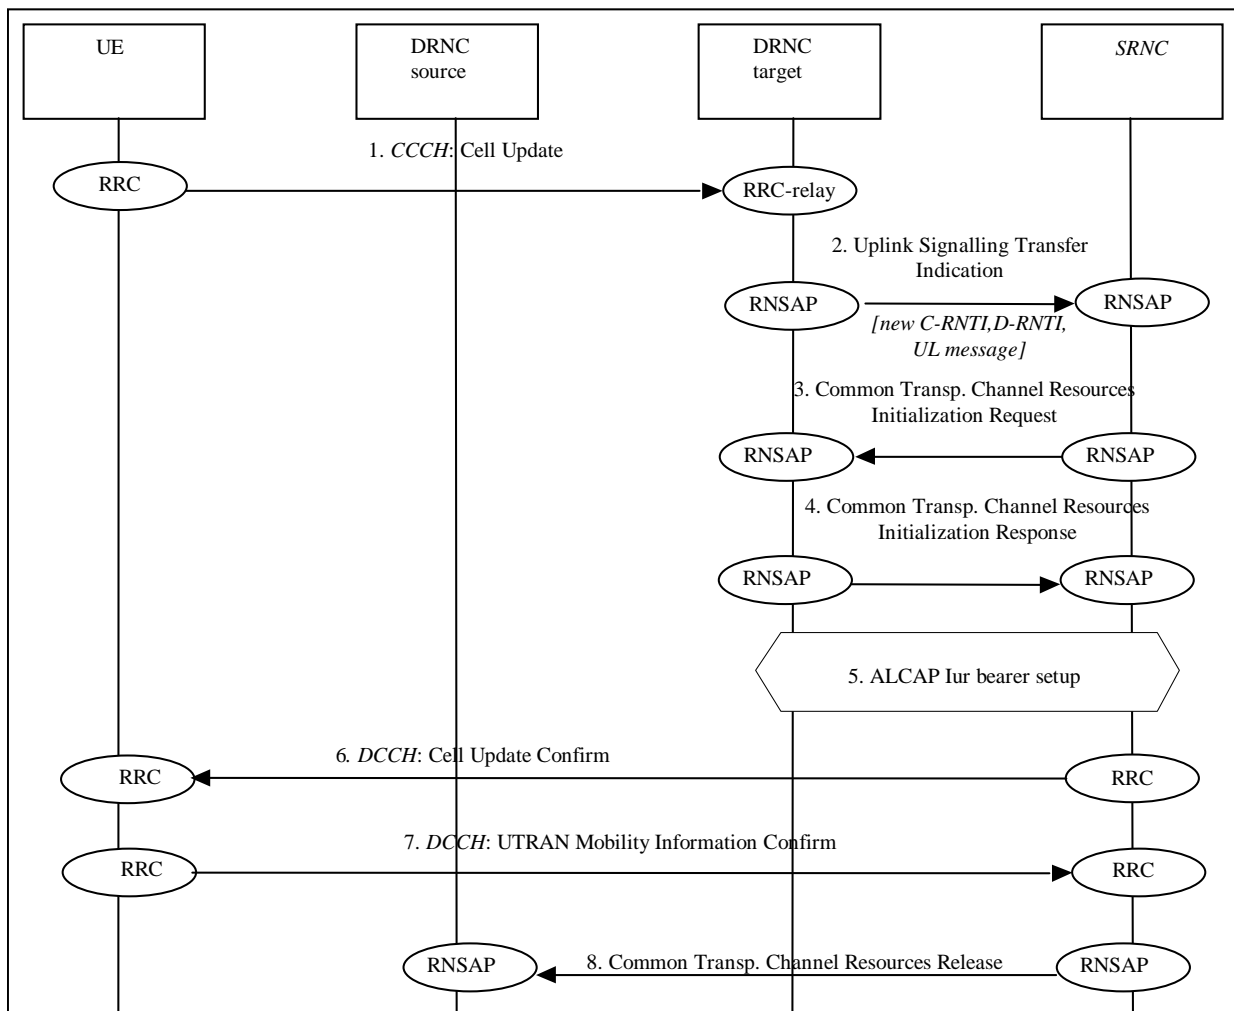 UE
DRNC
source
DRNC
target
SRNC
1. CCCH: Cell Update
RRC
RRC-relay
2. Uplink Signalling Transfer
Indication
RNSAP
RNSAP
[new C-RNTI,D-RNTI,
UL message]
3. Common Transp. Channel Resources
Initialization Request
RNSAP
RNSAP
4. Common Transp. Channel Resources
Initialization Response
RNSAP
RNSAP
5. ALCAP Iur bearer setup
6. DCCH: Cell Update Confirm
RRC
RRC
7. DCCH: UTRAN Mobility Information Confirm
RRC
RRC
8. Common Transp. Channel Resources Release
RNSAP
RNSAP